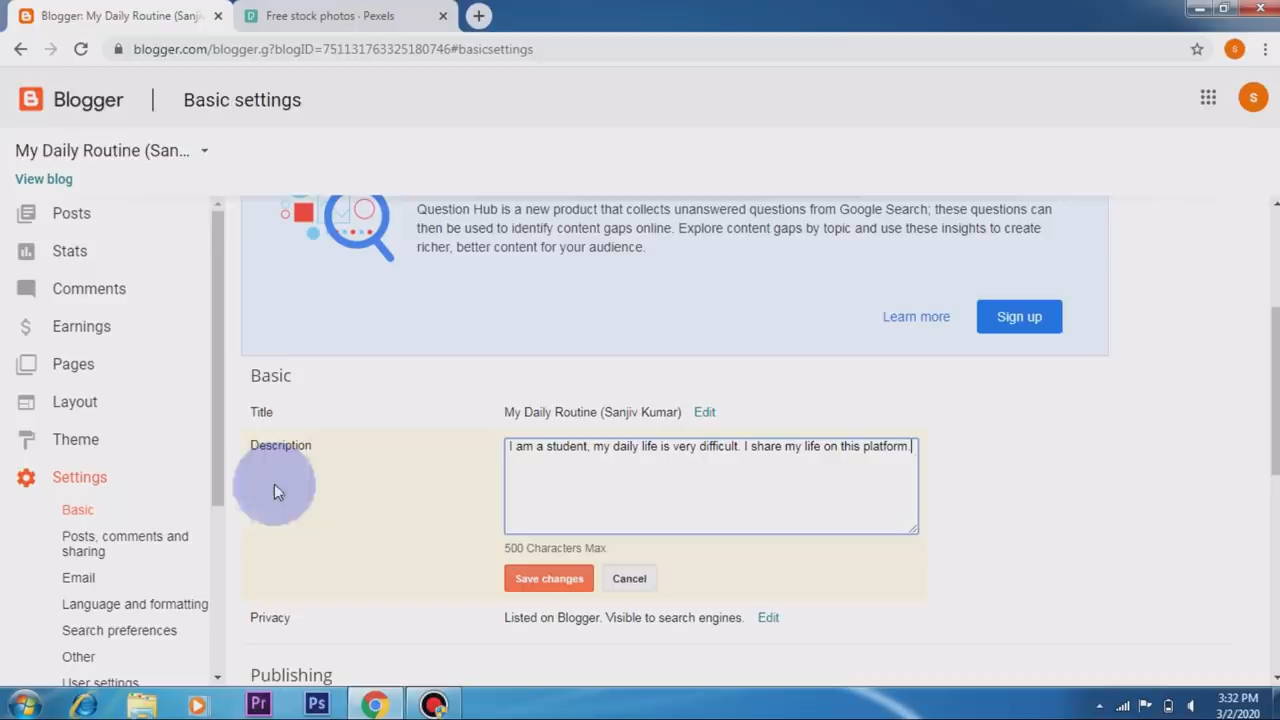 Blogger: My Daily Routine (Sanji
Free stock photos - Pexels
blogger.com/blogger.g?blogID=751131763325180746#basicsettings
S
Blogger
Basic settings
S
My Daily Routine (San...
View blog
Posts
Stats
Comments
Earnings
Pages
Layout
Theme
Settings
Basic
Posts, comments and
sharing
Email
Language and formatting
Search preferences
Other
User settings
Question Hub is a new product that collects unanswered questions from Google Search; these questions can
then be used to identify content gaps online. Explore content gaps by topic and use these insights to create
richer, better content for your audience.
Learn more
Sign up
Basic
Title
My Daily Routine (Sanjiv Kumar) Edit
Description
I am a student, my daily life is very difficult. I share my life on this platform.
500 Characters Max
Save changes
Cancel
Privacy
Listed on Blogger. Visible to search engines. Edit
Publishing
Pr
Ps
3:32 PM
3/2/2020